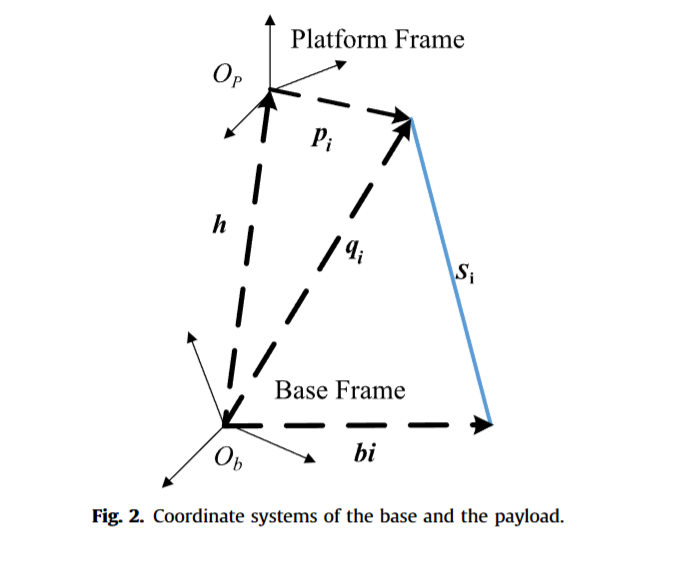 Platform Frame
O_P
p_i
h
q_i
S_i
Base Frame
O_b
bi
Fig. 2. Coordinate systems of the base and the payload.